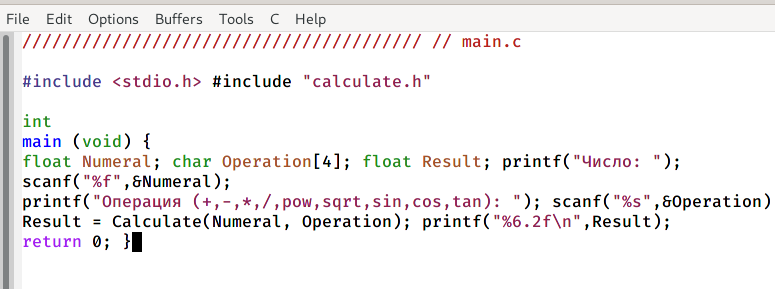 File Edit Options Buffers Tools C Help
//////////////////////////////////////// // main.c
#include <stdio.h> #include "calculate.h"
int
main (void) {
float Numeral; char Operation[4]; float Result; printf("Число: ");
scanf("%f",&Numeral);
printf("Операция (+,-,*,/,pow,sqrt,sin,cos,tan): "); scanf("%s",&Operation)
Result = Calculate(Numeral, Operation); printf("%6.2f\n",Result);
return 0; }